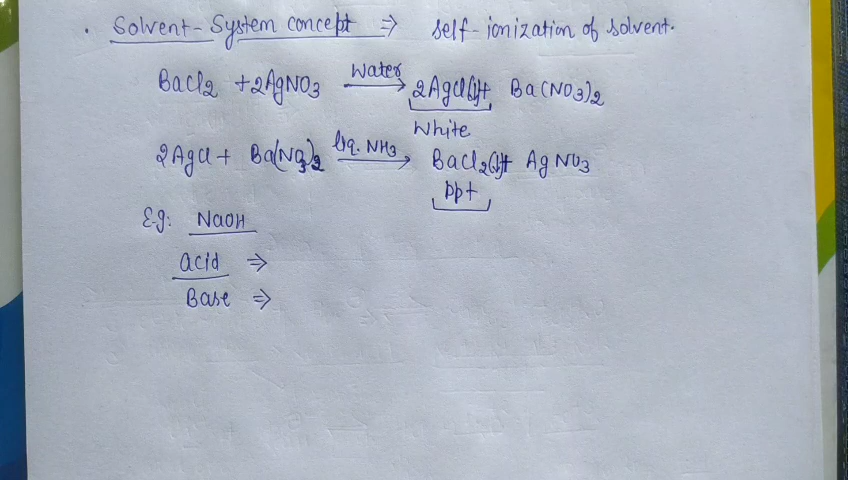 . Solvent-System concept ⇒ self-ionization of solvent.
BaCl2 + 2AgNO3 Water → 2AgCl(↓)+ Ba(NO3)2
White
2AgCl + Ba(NO3)2 liq. NH3 → BaCl2(↓)+ AgNO3
ppt
E.g: NaOH
acid ⇒
Base ⇒